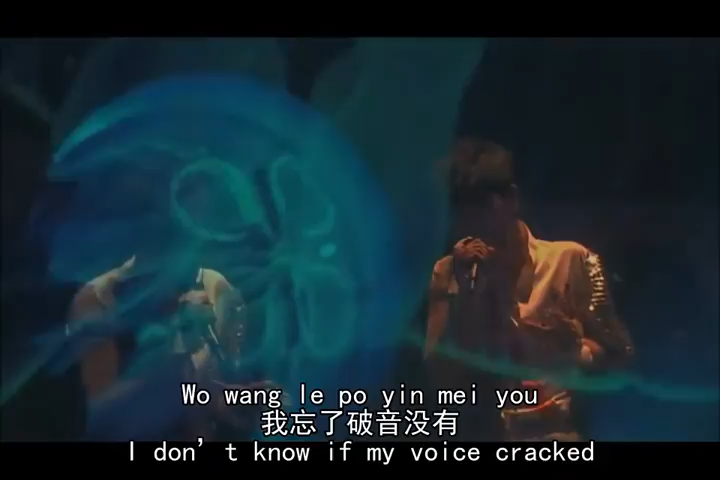 Wo wang le po yin mei you
我忘了破音没有
I don't know if my voice cracked